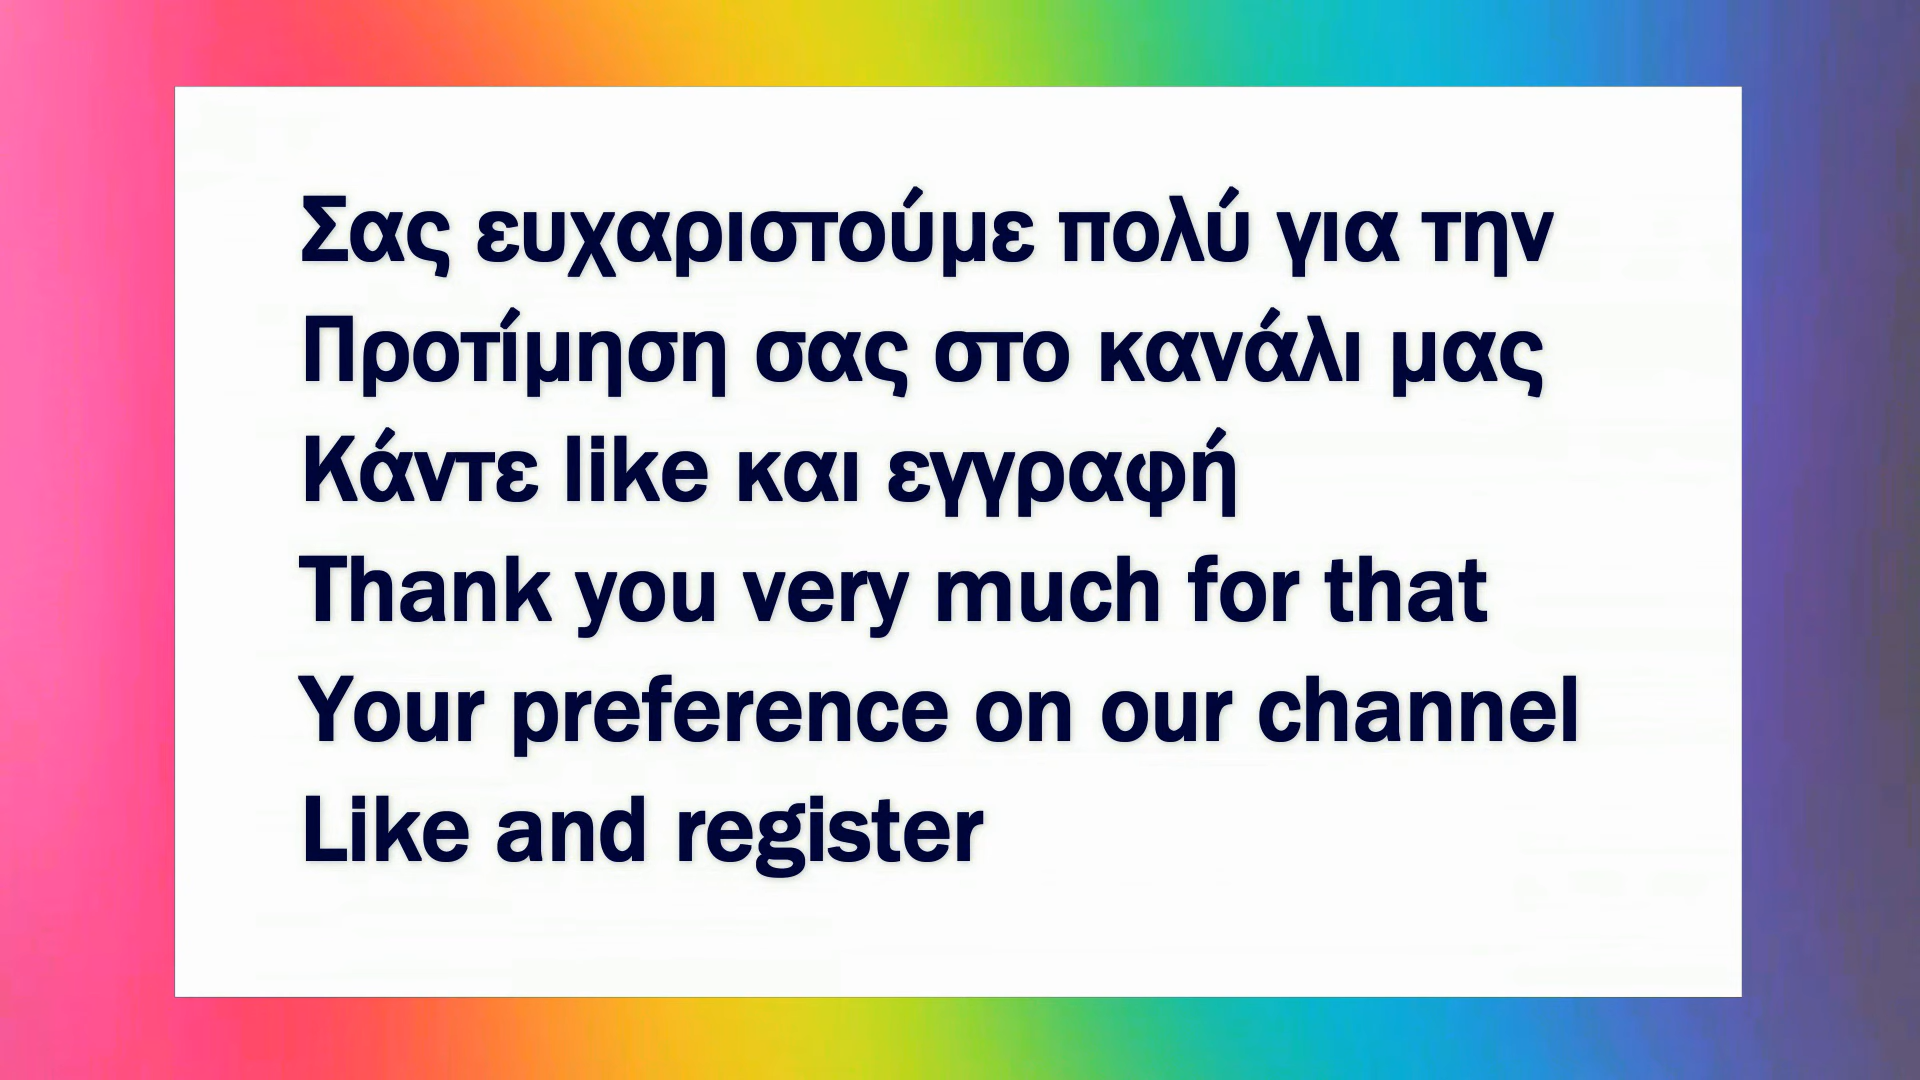 Σας ευχαριστούμε πολύ για την
Προτίμηση σας στο κανάλι μας
Κάντε like και εγγραφή
Thank you very much for that
Your preference on our channel
Like and register